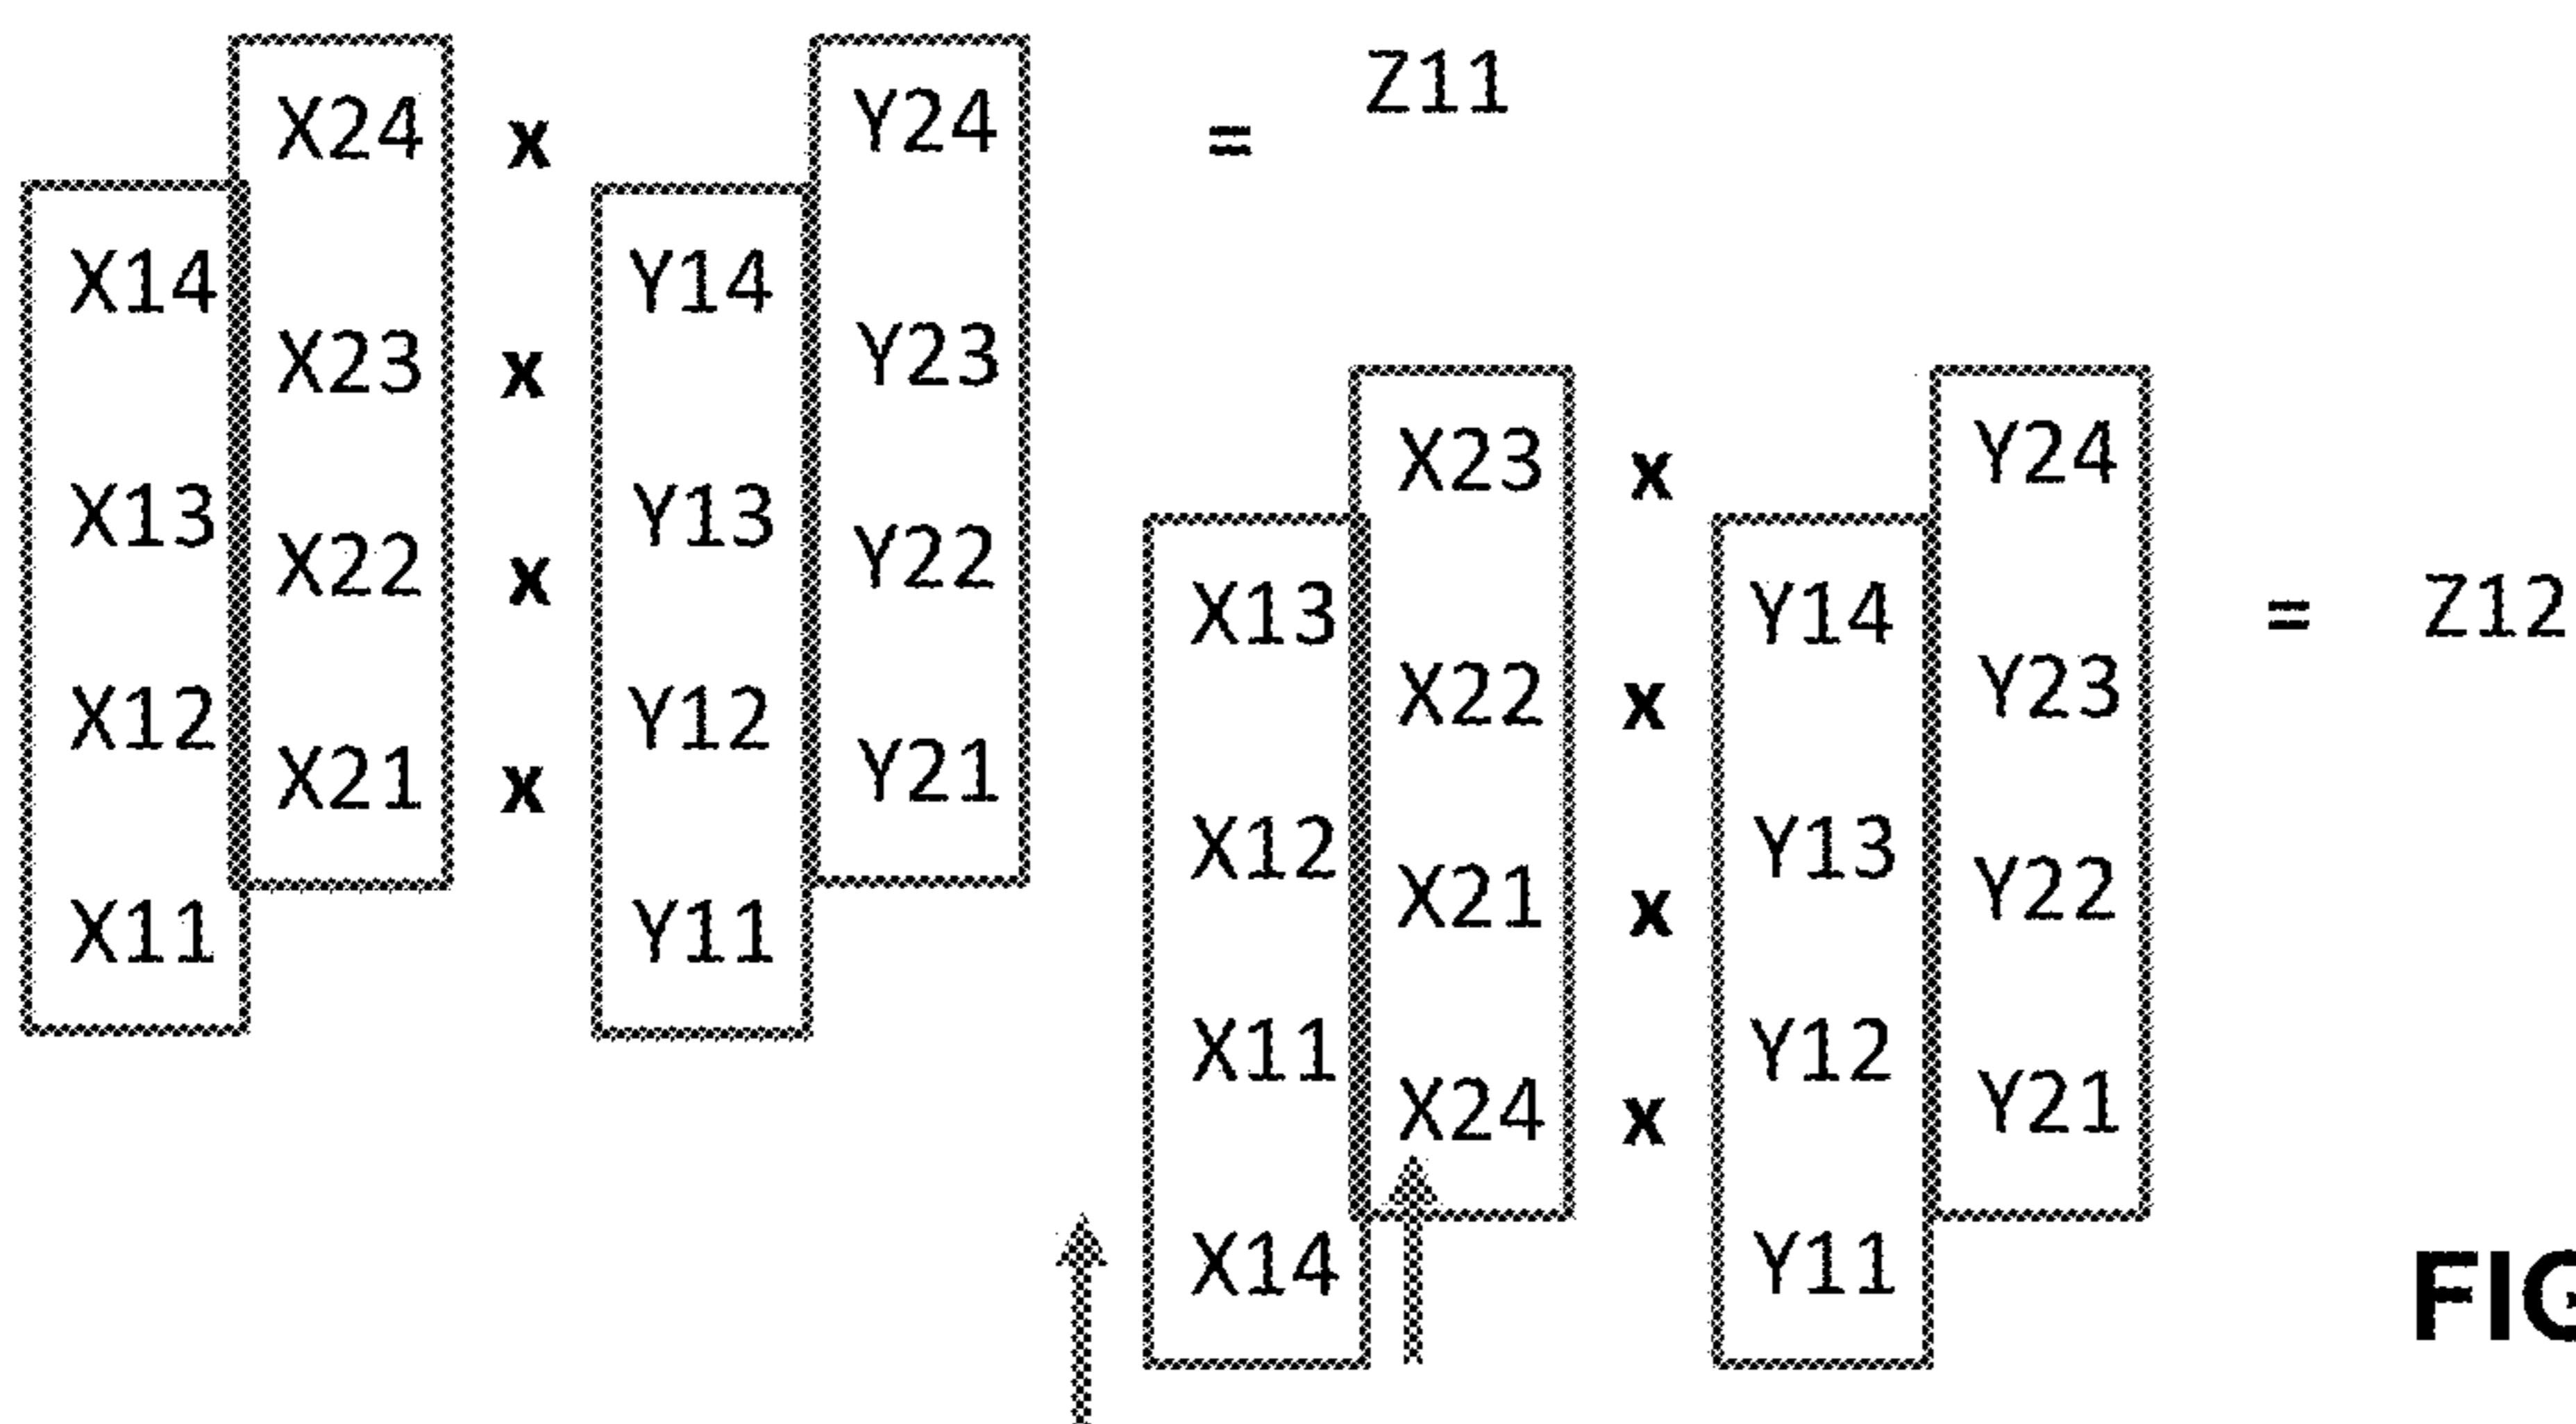 X24 x Y24 = Z11
X14 Y14
X23 x Y23
X13 Y13
X22 x Y22
X12 Y12
X21 x Y21
X11 Y11
X23 x Y24
X13 Y14
= Z12
X22 x Y23
X12 Y13
X21 x Y22
X11 Y12
X24 x Y21
X14 Y11
FIG